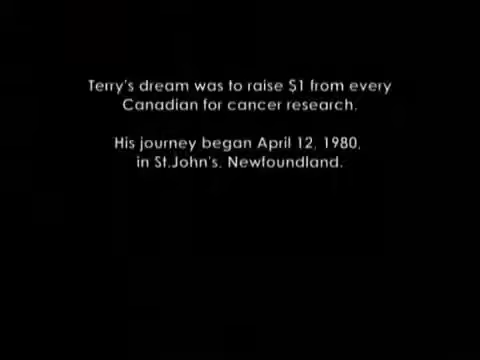 Terry's dream was to raise $1 from every
Canadian for cancer research.
His journey began April 12, 1980,
in St.John's, Newfoundland.